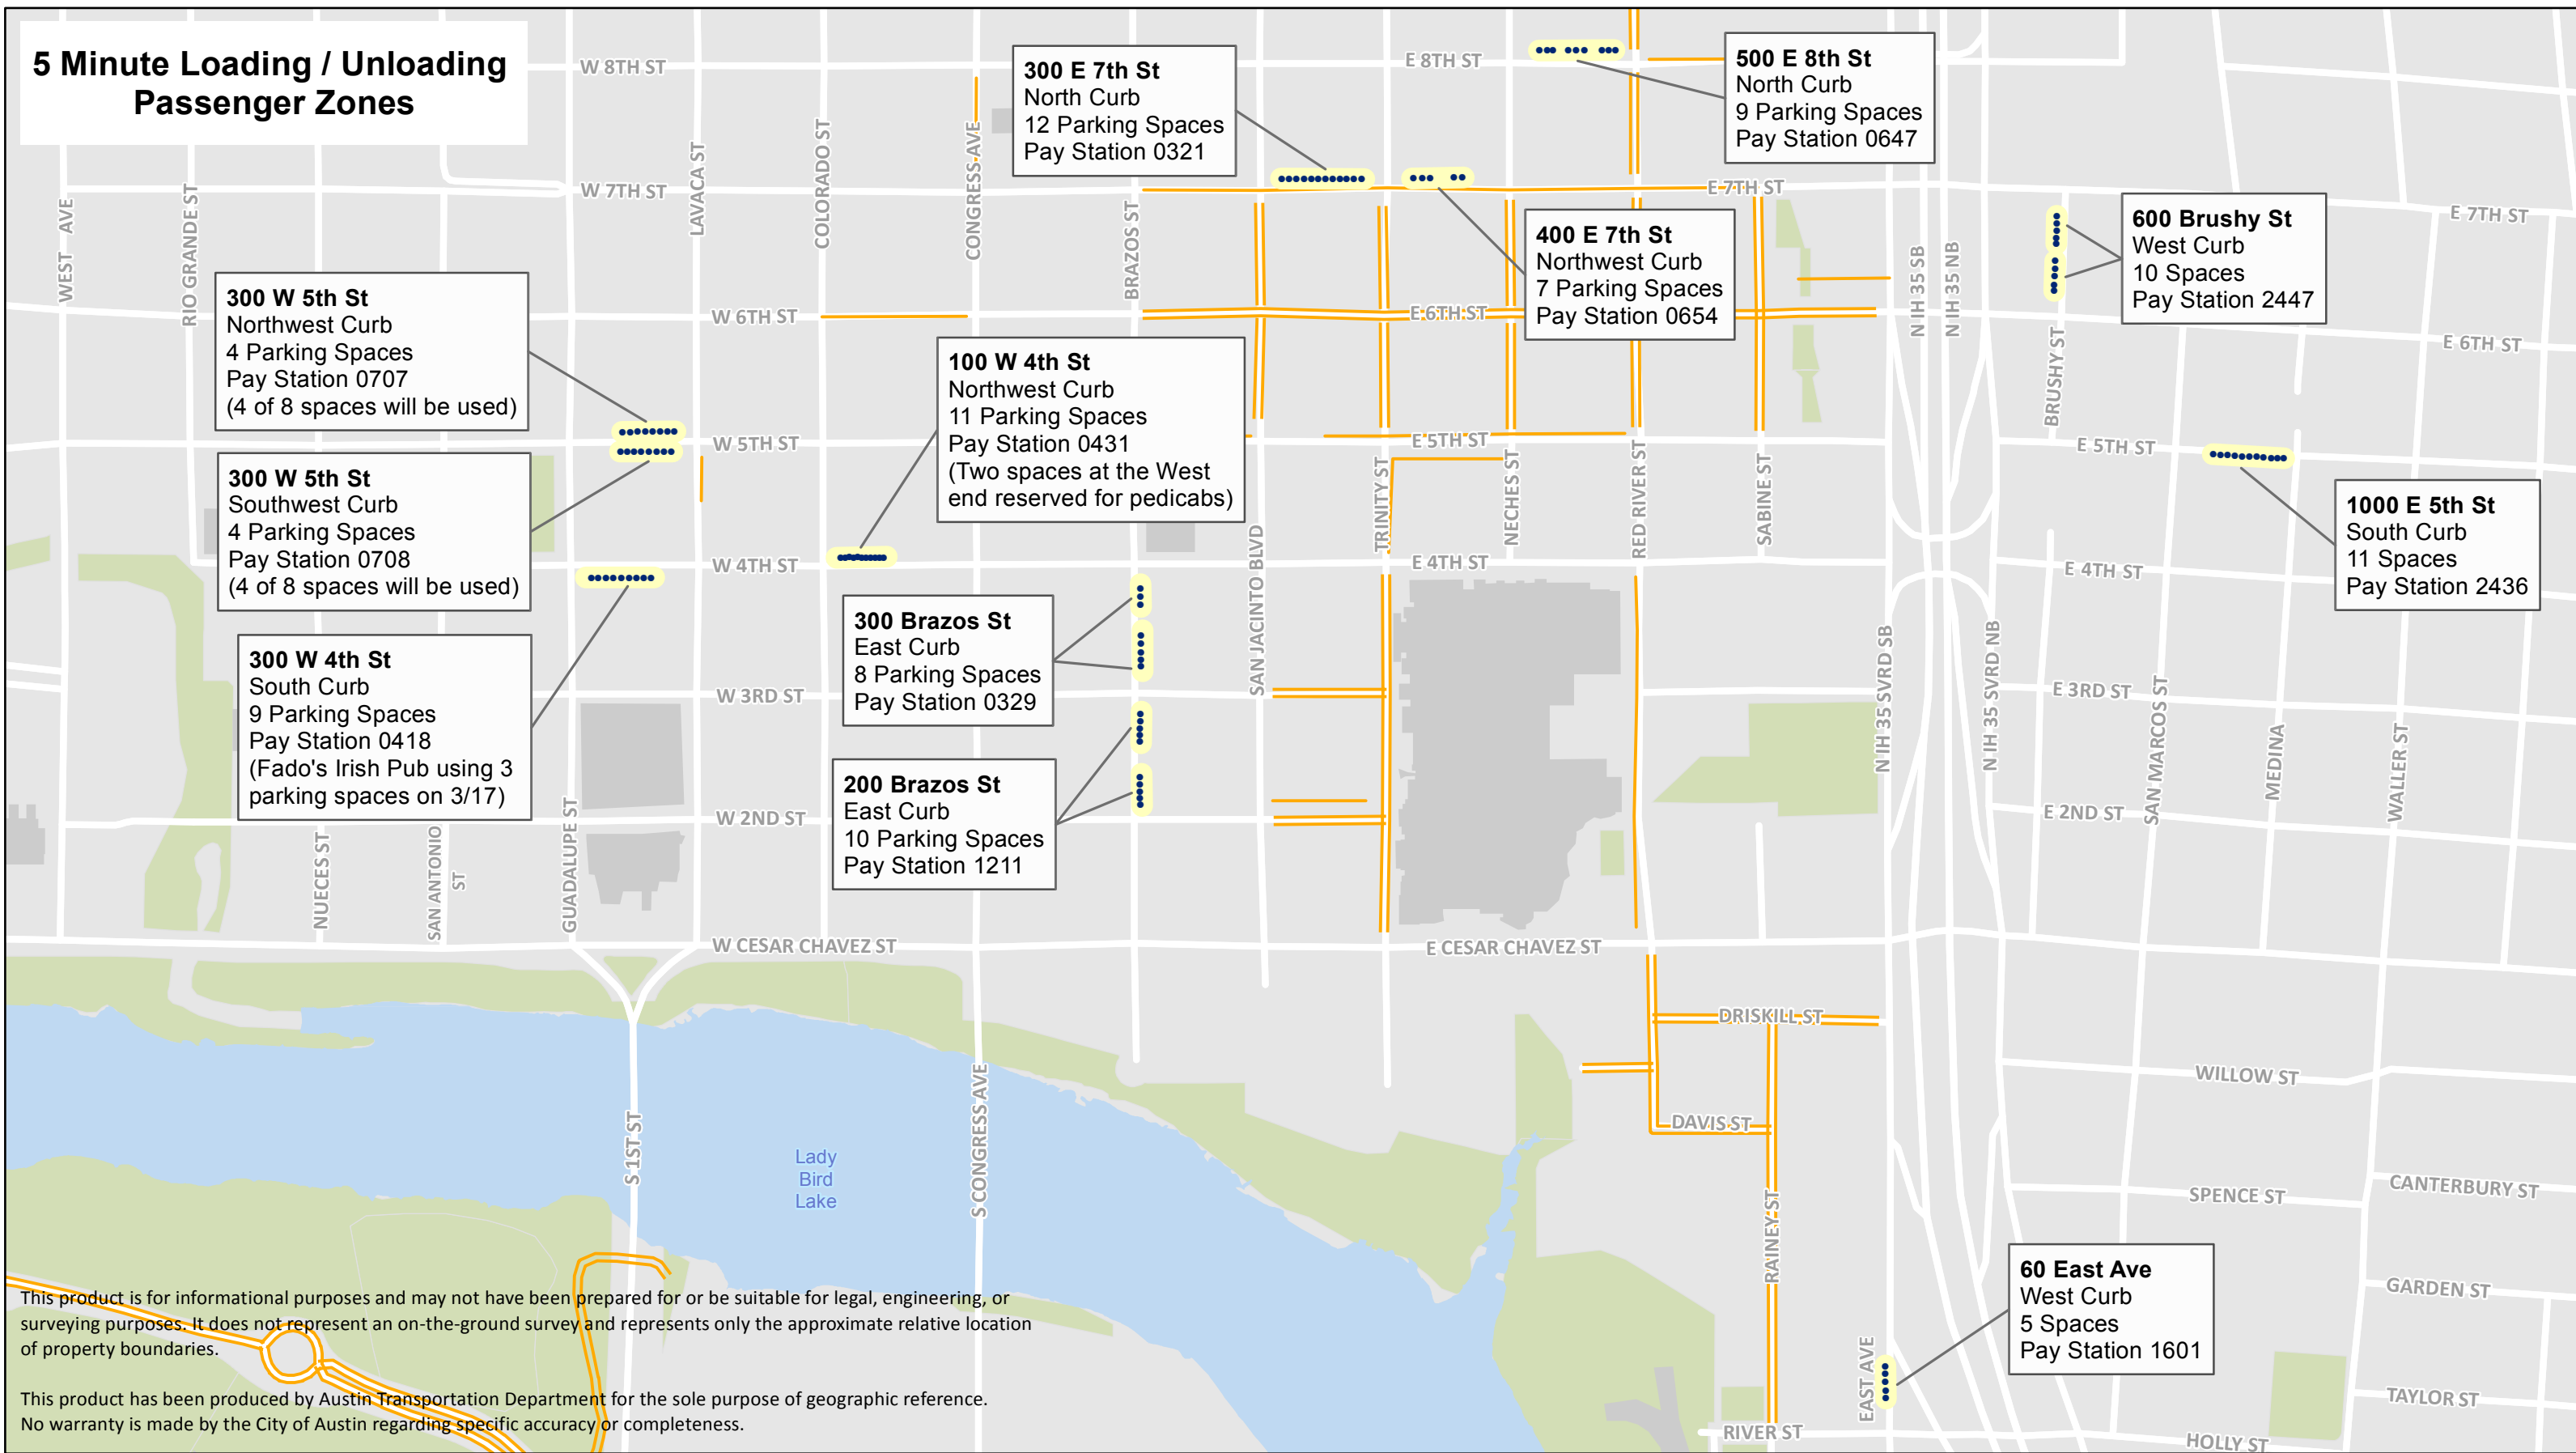 5 Minute Loading / Unloading
Passenger Zones
W 8TH ST
E 8TH ST
300 E 7th St
North Curb
12 Parking Spaces
Pay Station 0321
500 E 8th St
North Curb
9 Parking Spaces
Pay Station 0647
W 7TH ST
E 7TH ST
E 7TH ST
WEST AVE
RIO GRANDE ST
LAVACA ST
COLORADO ST
CONGRESS AVE
BRAZOS ST
400 E 7th St
Northwest Curb
7 Parking Spaces
Pay Station 0654
N IH 35 SB
N IH 35 NB
600 Brushy St
West Curb
10 Spaces
Pay Station 2447
BRUSHY ST
300 W 5th St
Northwest Curb
4 Parking Spaces
Pay Station 0707
(4 of 8 spaces will be used)
W 6TH ST
E 6TH ST
E 6TH ST
100 W 4th St
Northwest Curb
11 Parking Spaces
Pay Station 0431
(Two spaces at the West
end reserved for pedicabs)
W 5TH ST
E 5TH ST
E 5TH ST
300 W 5th St
Southwest Curb
4 Parking Spaces
Pay Station 0708
(4 of 8 spaces will be used)
1000 E 5th St
South Curb
11 Spaces
Pay Station 2436
SAN JACINTO BLVD
TRINITY ST
NECHES ST
RED RIVER ST
SABINE ST
W 4TH ST
E 4TH ST
E 4TH ST
300 W 4th St
South Curb
9 Parking Spaces
Pay Station 0418
(Fado's Irish Pub using 3
parking spaces on 3/17)
300 Brazos St
East Curb
8 Parking Spaces
Pay Station 0329
W 3RD ST
E 3RD ST
N IH 35 SVRD SB
N IH 35 SVRD NB
SAN MARCOS ST
MEDINA
WALLER ST
200 Brazos St
East Curb
10 Parking Spaces
Pay Station 1211
W 2ND ST
E 2ND ST
NUECES ST
SAN ANTONIO
ST
GUADALUPE ST
W CESAR CHAVEZ ST
E CESAR CHAVEZ ST
DRISKILL ST
WILLOW ST
DAVIS ST
S 1ST ST
S CONGRESS AVE
Lady
Bird
Lake
RAINEY ST
SPENCE ST
CANTERBURY ST
60 East Ave
West Curb
5 Spaces
Pay Station 1601
GARDEN ST
EAST AVE
TAYLOR ST
RIVER ST
HOLLY ST
This product is for informational purposes and may not have been prepared for or be suitable for legal, engineering, or
surveying purposes. It does not represent an on-the-ground survey and represents only the approximate relative location
of property boundaries.
This product has been produced by Austin Transportation Department for the sole purpose of geographic reference.
No warranty is made by the City of Austin regarding specific accuracy or completeness.